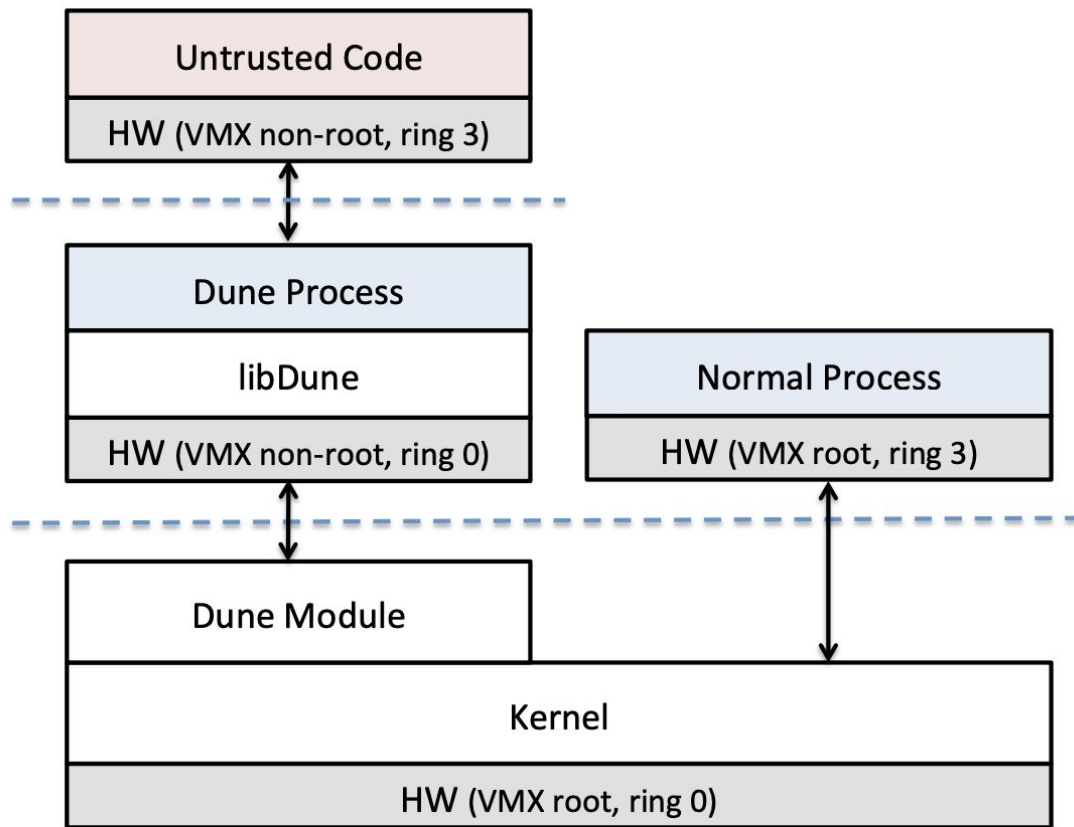 Untrusted Code
HW (VMX non-root, ring 3)
Dune Process
libDune
HW (VMX non-root, ring 0)
Normal Process
HW (VMX root, ring 3)
Dune Module
Kernel
HW (VMX root, ring 0)